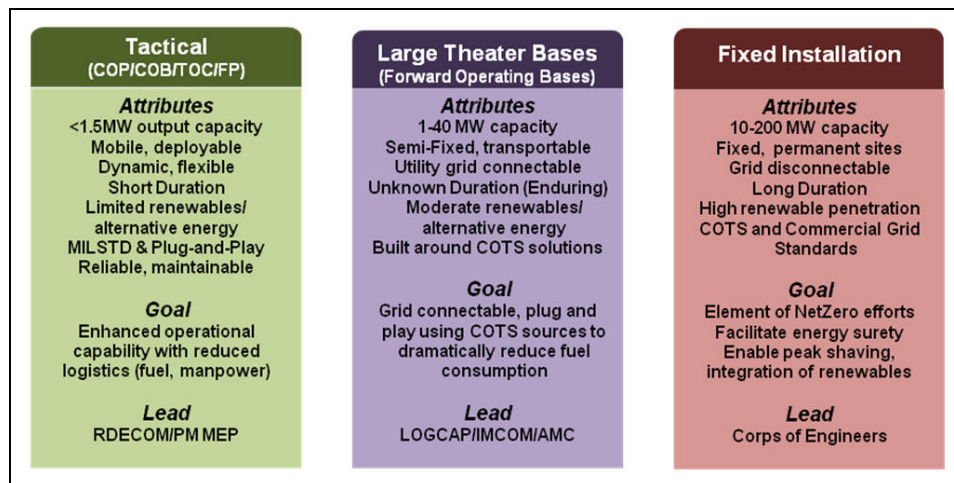 Tactical
(COP/COB/TOC/FP)
Attributes
<1.5MW output capacity
Mobile, deployable
Dynamic, flexible
Short Duration
Limited renewables/
alternative energy
MILSTD & Plug-and-Play
Reliable, maintainable
Goal
Enhanced operational
capability with reduced
logistics (fuel, manpower)
Lead
RDECOM/PM MEP
Large Theater Bases
(Forward Operating Bases)
Attributes
1-40 MW capacity
Semi-Fixed, transportable
Utility grid connectable
Unknown Duration (Enduring)
Moderate renewables/
alternative energy
Built around COTS solutions
Goal
Grid connectable, plug and
play using COTS sources to
dramatically reduce fuel
consumption
Lead
LOGCAP/IMCOM/AMC
Fixed Installation
Attributes
10-200 MW capacity
Fixed, permanent sites
Grid disconnectable
Long Duration
High renewable penetration
COTS and Commercial Grid
Standards
Goal
Element of NetZero efforts
Facilitate energy surety
Enable peak shaving,
integration of renewables
Lead
Corps of Engineers